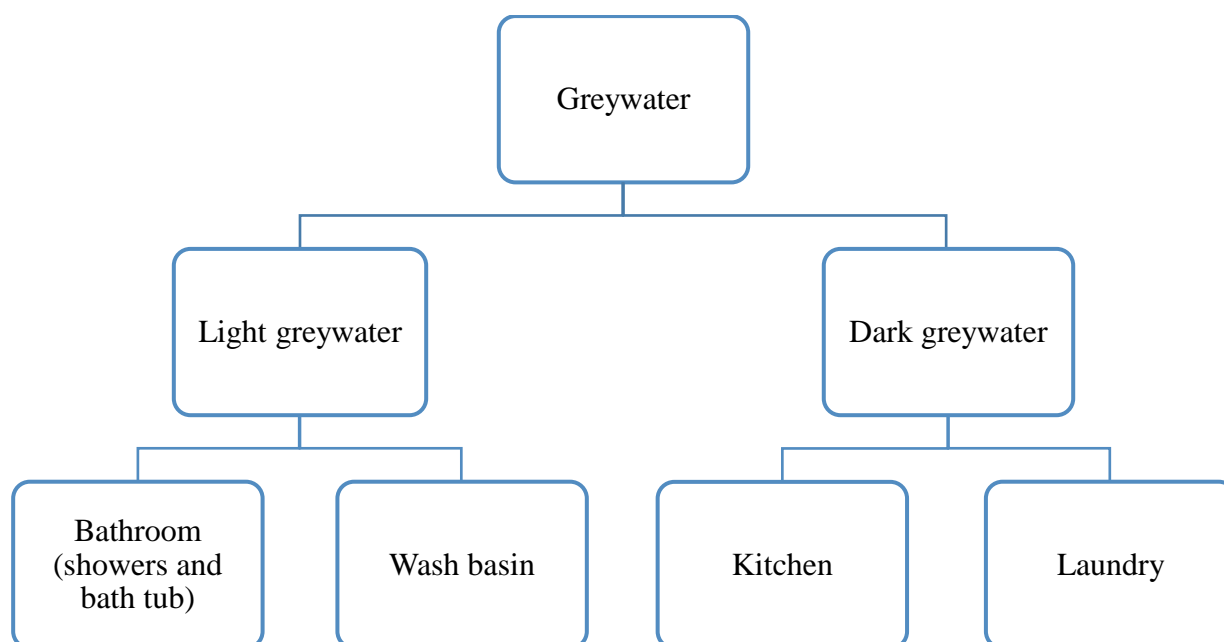 Greywater
Light greywater
Dark greywater
Bathroom
(showers and
bath tub)
Wash basin
Kitchen
Laundry